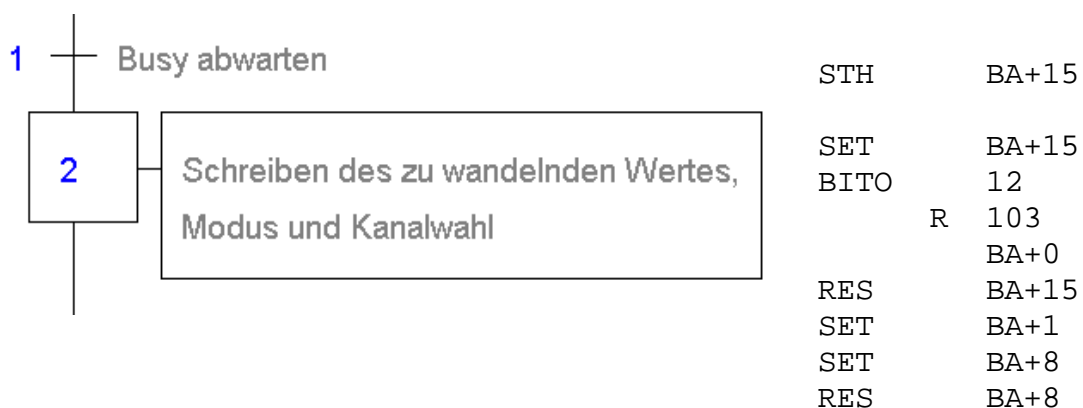 1 Busy abwarten
2 Schreiben des zu wandelnden Wertes,
Modus und Kanalwahl
STH BA+15
SET BA+15
BITO 12
R 103
BA+0
RES BA+15
SET BA+1
SET BA+8
RES BA+8